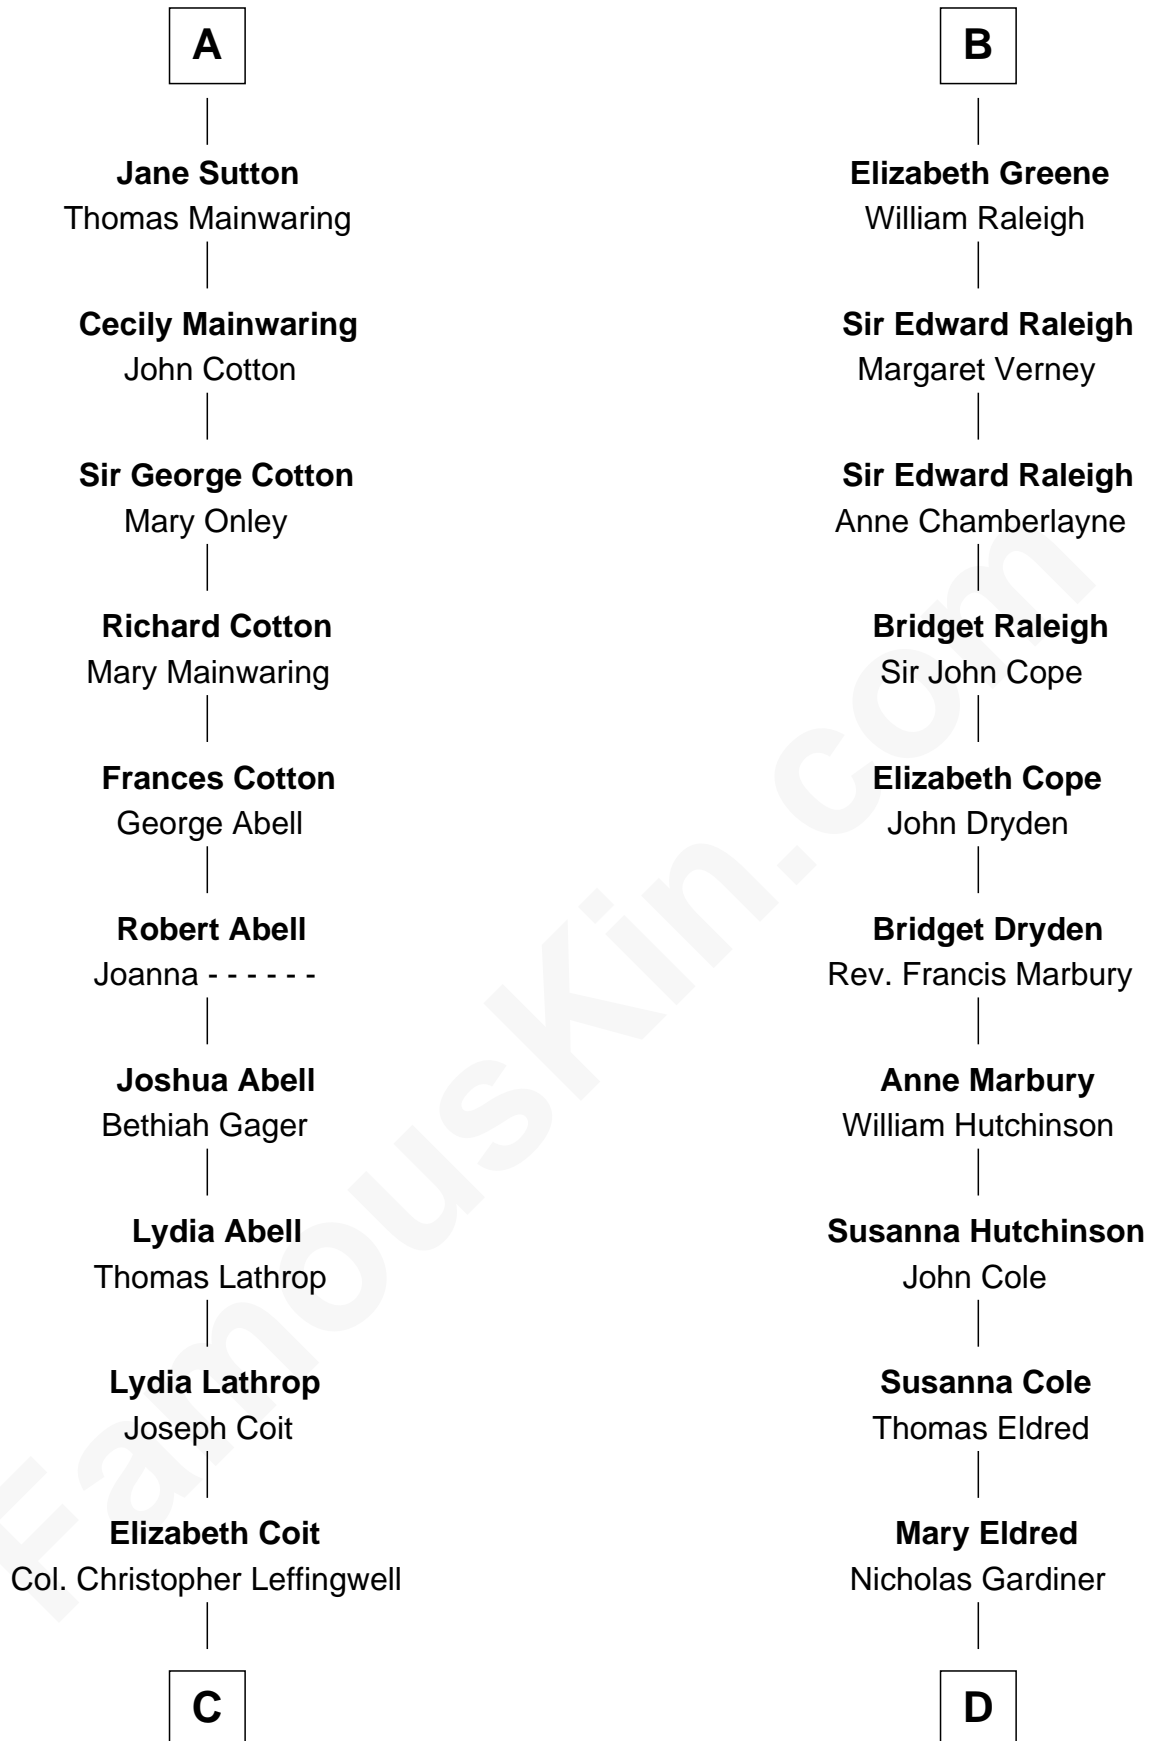 A
Jane Sutton
Thomas Mainwaring
Cecily Mainwaring
John Cotton
Sir George Cotton
Mary Onley
Richard Cotton
Mary Mainwaring
Frances Cotton
George Abell
Robert Abell
Joanna - - - - - -
Joshua Abell
Bethiah Gager
Lydia Abell
Thomas Lathrop
Lydia Lathrop
Joseph Coit
Elizabeth Coit
Col. Christopher Leffingwell
C
B
Elizabeth Greene
William Raleigh
Sir Edward Raleigh
Margaret Verney
Sir Edward Raleigh
Anne Chamberlayne
Bridget Raleigh
Sir John Cope
Elizabeth Cope
John Dryden
Bridget Dryden
Rev. Francis Marbury
Anne Marbury
William Hutchinson
Susanna Hutchinson
John Cole
Susanna Cole
Thomas Eldred
Mary Eldred
Nicholas Gardiner
D
FamousKin.com